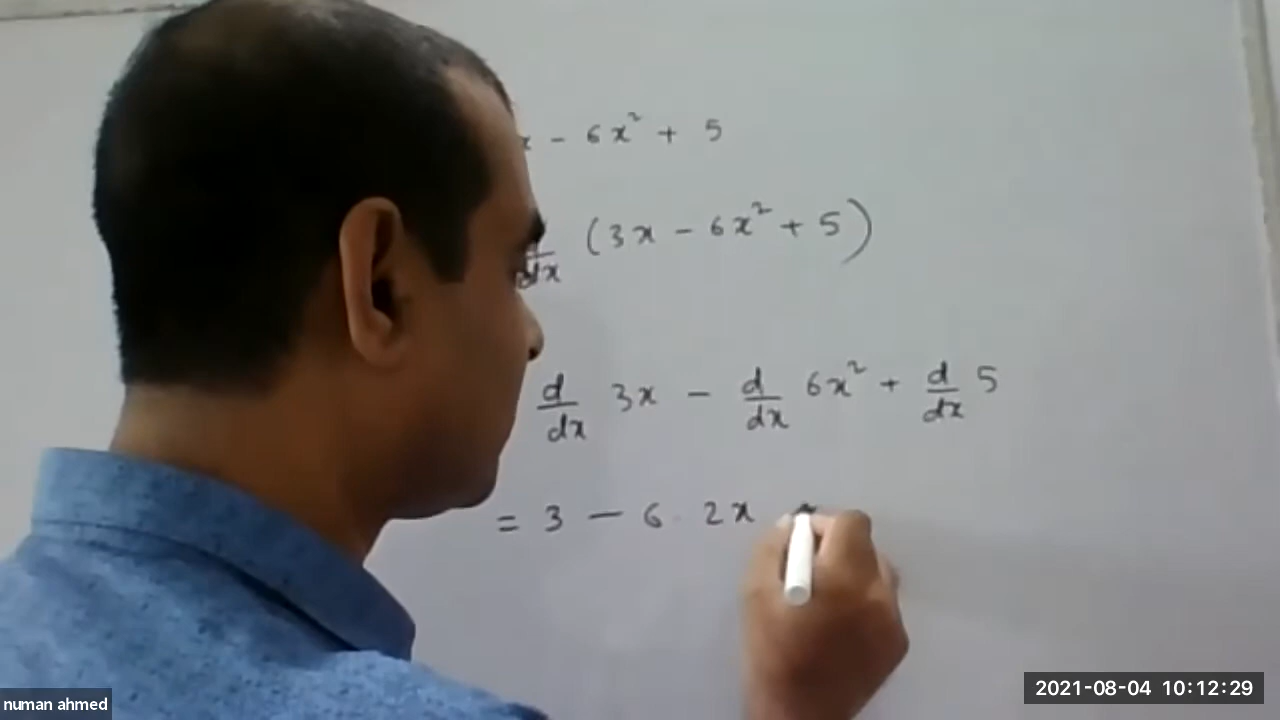 x - 6x² + 5
d/dx (3x - 6x² + 5)
d/dx 3x - d/dx 6x² + d/dx 5
= 3 - 6 2x
numan ahmed
2021-08-04 10:12:29